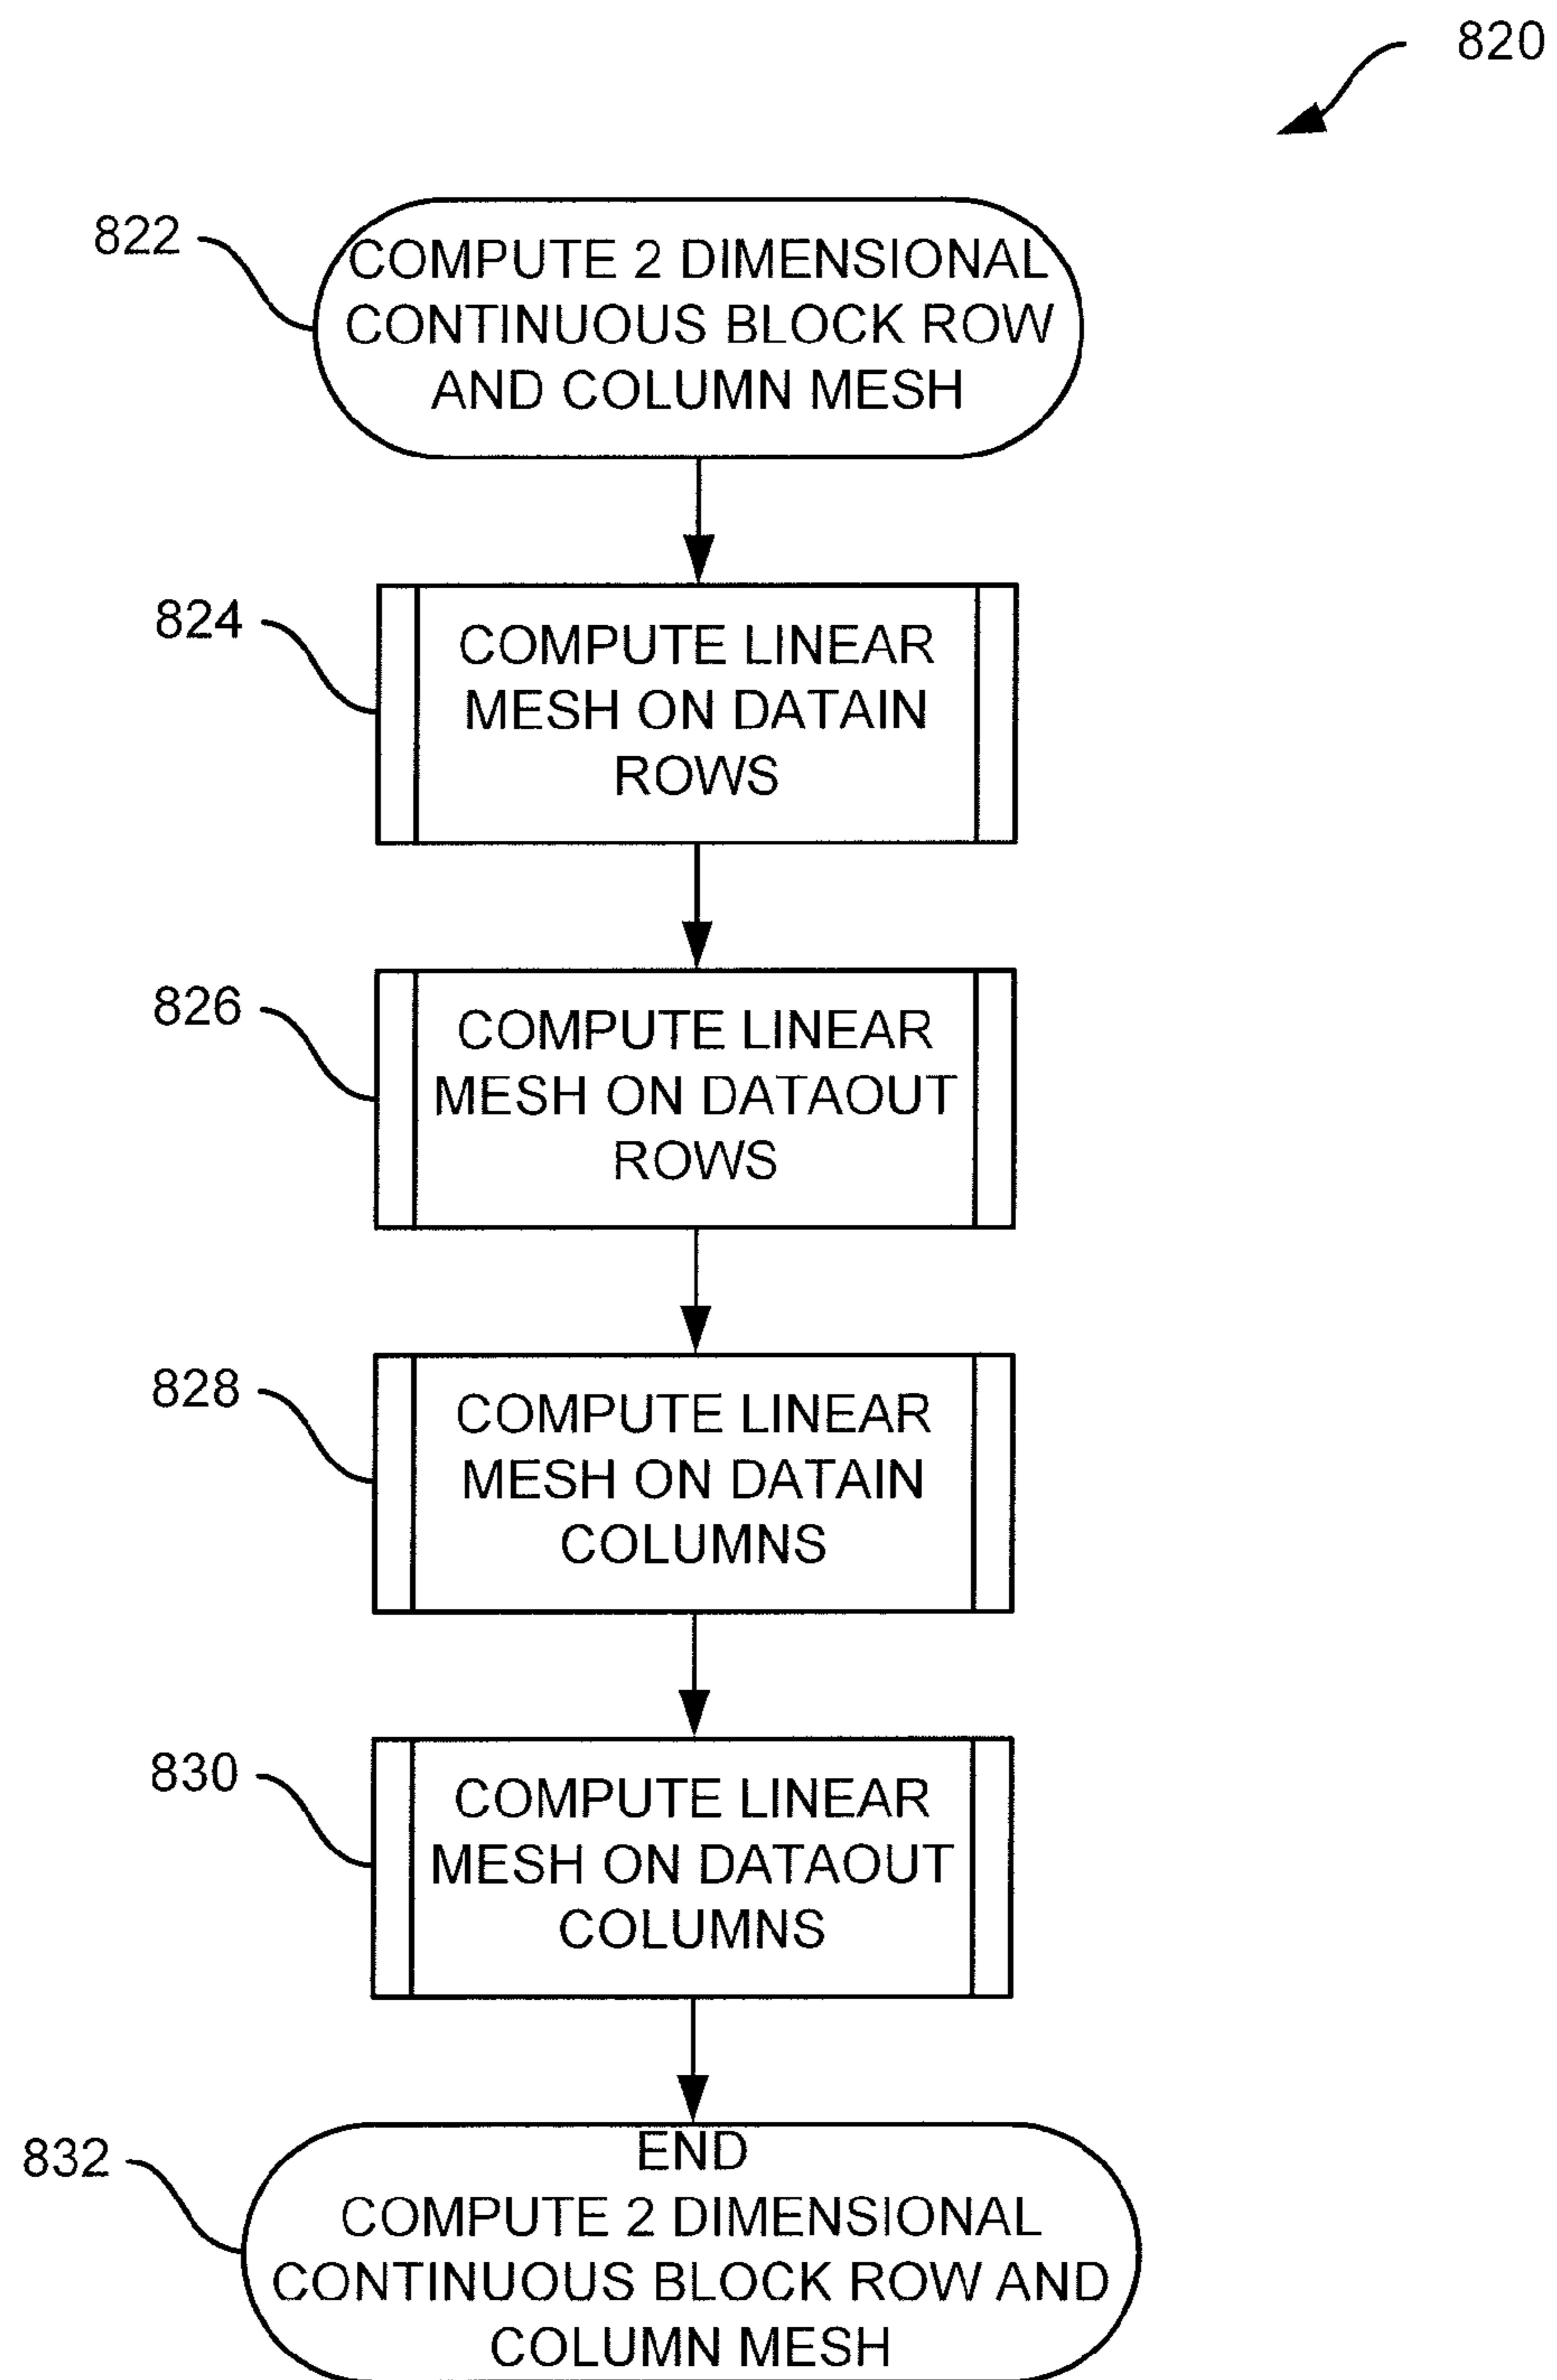 820
822
COMPUTE 2 DIMENSIONAL
CONTINUOUS BLOCK ROW
AND COLUMN MESH
824
COMPUTE LINEAR
MESH ON DATAIN
ROWS
826
COMPUTE LINEAR
MESH ON DATAOUT
ROWS
828
COMPUTE LINEAR
MESH ON DATAIN
COLUMNS
830
COMPUTE LINEAR
MESH ON DATAOUT
COLUMNS
832
END
COMPUTE 2 DIMENSIONAL
CONTINUOUS BLOCK ROW AND
COLUMN MESH